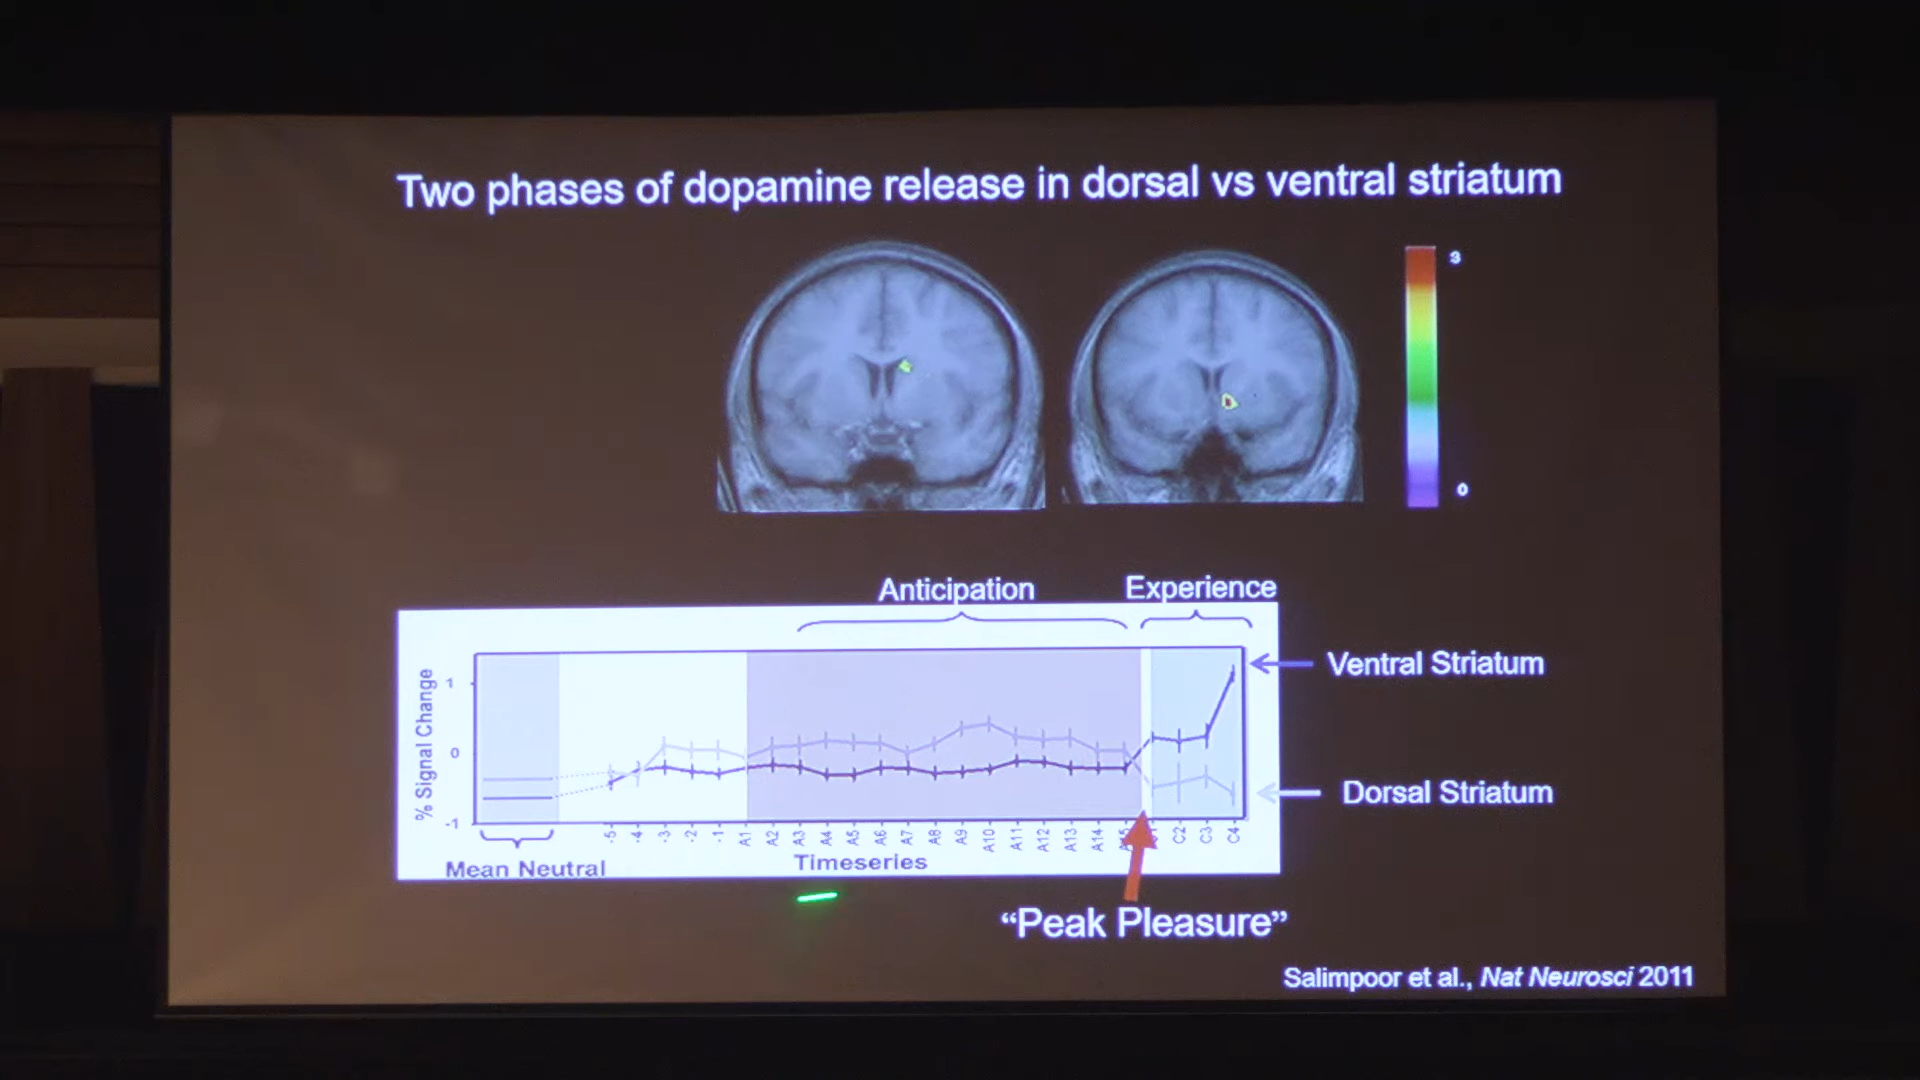 Two phases of dopamine release in dorsal vs ventral striatum
3
0
Anticipation
Experience
Ventral Striatum
Dorsal Striatum
% Signal Change
1
0
-1
-5 -4 -3 -2 -1 A1 A2 A3 A4 A5 A6 A7 A8 A9 A10 A11 A12 A13 A14 C2 C3 C4
Mean Neutral
Timeseries
“Peak Pleasure”
Salimpoor et al., Nat Neurosci 2011